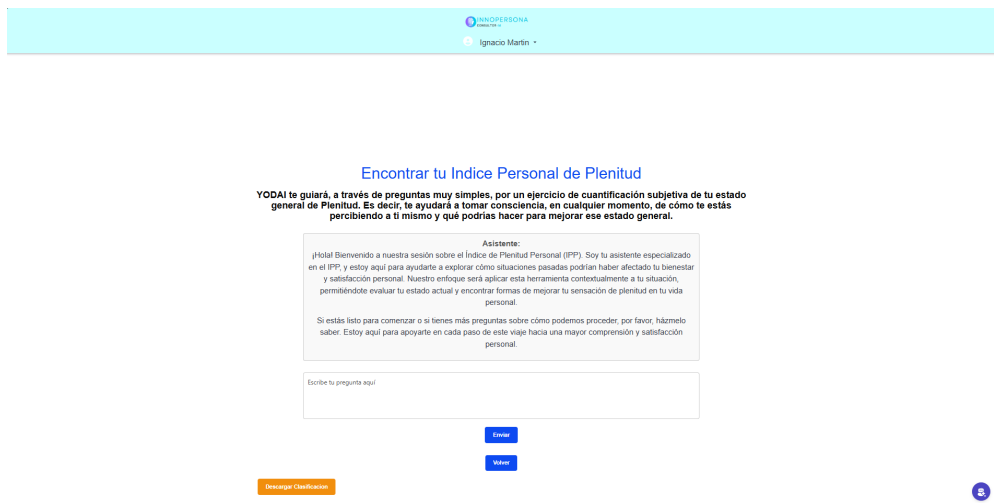 INNOPERSONA
Ignacio Martin
Encontrar tu Indice Personal de Plenitud
YODAI te guiará, a través de preguntas muy simples, por un ejercicio de cuantificación subjetiva de tu estado
general de Plenitud. Es decir, te ayudará a tomar consciencia, en cualquier momento, de cómo te estás
percibiendo a ti mismo y qué podrias hacer para mejorar ese estado general.
Asistente:
¡Hola! Bienvenido a nuestra sesión sobre el Índice de Plenitud Personal (IPP). Soy tu asistente especializado
en el IPP, y estoy aquí para ayudarte a explorar cómo situaciones pasadas podrían haber afectado tu bienestar
y satisfacción personal. Nuestro enfoque será aplicar esta herramienta contextualmente a tu situación,
permitiéndote evaluar tu estado actual y encontrar formas de mejorar tu sensación de plenitud en tu vida
personal.
Si estás listo para comenzar o si tienes más preguntas sobre cómo podemos proceder, por favor, házmelo
saber. Estoy aquí para apoyarte en cada paso de este viaje hacia una mayor comprensión y satisfacción
personal.
Escribe tu pregunta aquí
Enviar
Volver
Descargar Clasificacion